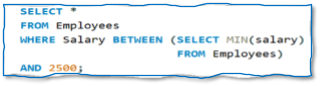 SELECT *
FROM Employees
WHERE Salary BETWEEN (SELECT MIN(salary)
FROM Employees)
AND 2500;